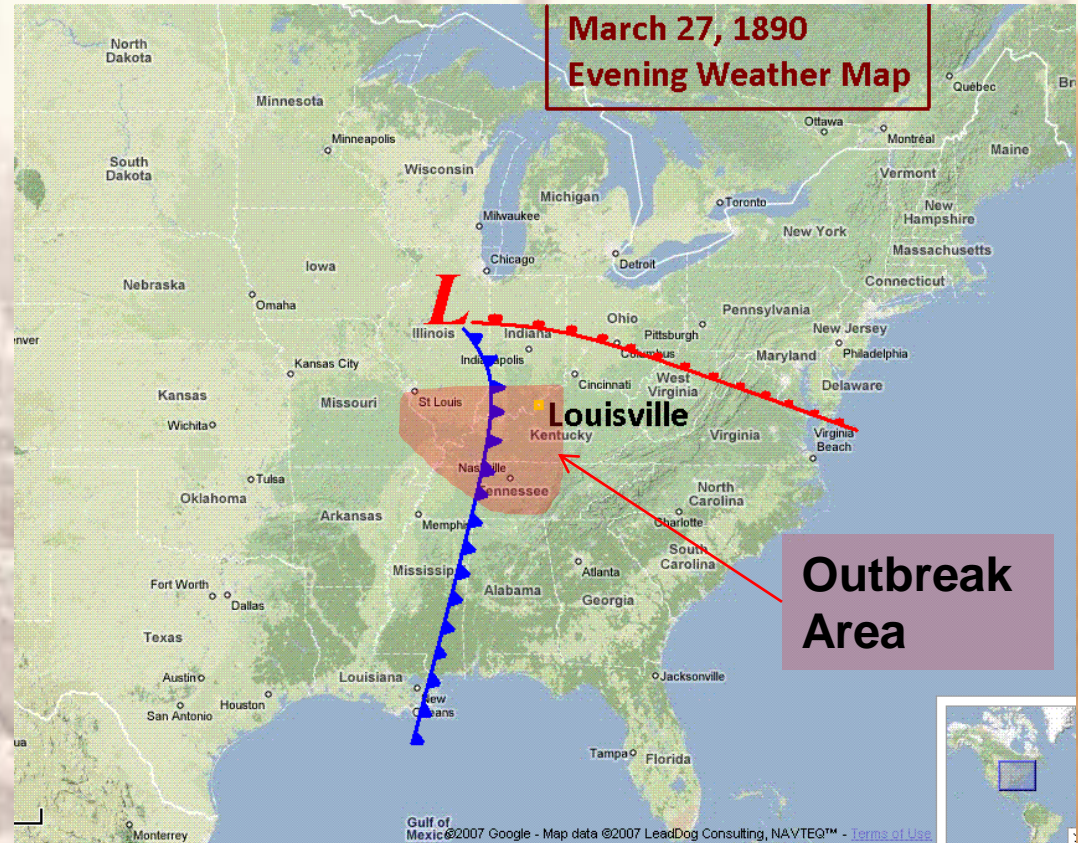 March 27, 1890
Evening Weather Map
North
Dakota
Minnesota
Québec
Br
Ottawa
Montréal
Maine
Minneapolis
South
Dakota
Wisconsin
Vermont
Michigan
Toronto
New
Hampshire
Milwaukee
New York
Massachusetts
Chicago
Detroit
Iowa
Connecticut
Nebraska
L
Omaha
Pennsylvania
Ohio
Illinois
Indiana
Pittsburgh
New Jersey
enver
Columbus
Indianapolis
Maryland
Philadelphia
Kansas City
Cincinnati
West
Virginia
Delaware
Kansas
Missouri
St Louis
Louisville
Wichita
Kentucky
Virginia
Virginia
Beach
Nashville
Tulsa
Tennessee
North
Carolina
Oklahoma
Arkansas
Memphis
Charlotte
South
Carolina
Mississip
Atlanta
Fort Worth
Dallas
Alabama
Georgia
Outbreak
Area
Texas
Austin
Louisiana
Jacksonville
Houston
New
Orleans
San Antonio
ua
Tampa
Florida
Gulf of
Mexico
Monterrey
©2007 Google - Map data ©2007 LeadDog Consulting, NAVTEQ™ - Terms of Use